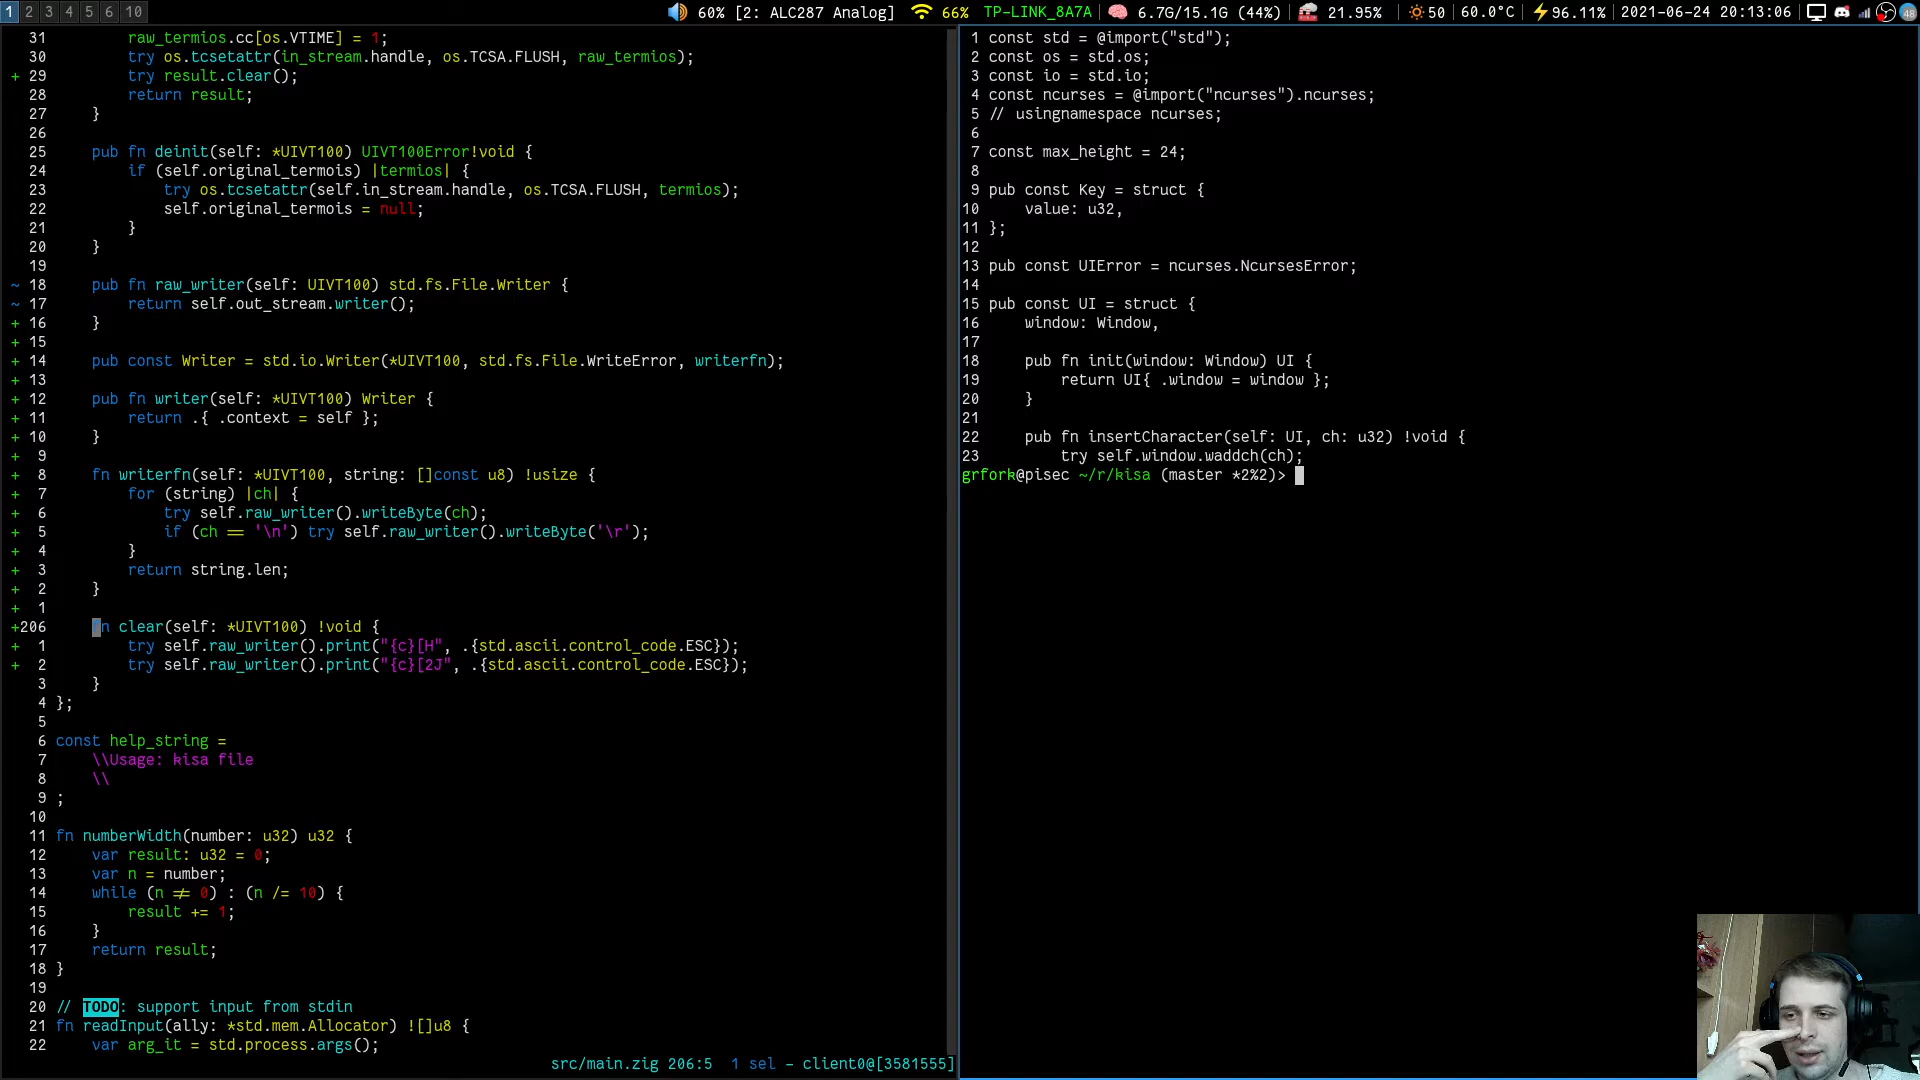 1 2 3 4 5 6 10
60% [2: ALC287 Analog] 66% TP-LINK_8A7A 6.7G/15.1G (44%) 21.95% 50 60.0°C 96.11% 2021-06-24 20:13:06 48
31 raw_termios.cc[os.VTIME] = 1;
30 try os.tcsetattr(in_stream.handle, os.TCSA.FLUSH, raw_termios);
+ 29 try result.clear();
28 return result;
27 }
26
25 pub fn deinit(self: *UIVT100) UIVT100Error!void {
24 if (self.original_termois) |termios| {
23 try os.tcsetattr(self.in_stream.handle, os.TCSA.FLUSH, termios);
22 self.original_termois = null;
21 }
20 }
19
~ 18 pub fn raw_writer(self: UIVT100) std.fs.File.Writer {
~ 17 return self.out_stream.writer();
+ 16 }
+ 15
+ 14 pub const Writer = std.io.Writer(*UIVT100, std.fs.File.WriteError, writerfn);
+ 13
+ 12 pub fn writer(self: *UIVT100) Writer {
+ 11 return .{ .context = self };
+ 10 }
+ 9
+ 8 fn writerfn(self: *UIVT100, string: []const u8) !usize {
+ 7 for (string) |ch| {
+ 6 try self.raw_writer().writeByte(ch);
+ 5 if (ch == '\n') try self.raw_writer().writeByte('\r');
+ 4 }
+ 3 return string.len;
+ 2 }
+ 1
+206 fn clear(self: *UIVT100) !void {
+ 1 try self.raw_writer().print("{c}[H", .{std.ascii.control_code.ESC});
+ 2 try self.raw_writer().print("{c}[2J", .{std.ascii.control_code.ESC});
3 }
4 };
5
6 const help_string =
7 \\Usage: kisa file
8 \\
9 ;
10
11 fn numberWidth(number: u32) u32 {
12 var result: u32 = 0;
13 var n = number;
14 while (n ≠ 0) : (n /= 10) {
15 result += 1;
16 }
17 return result;
18 }
19
20 // TODO: support input from stdin
21 fn readInput(ally: *std.mem.Allocator) ![]u8 {
22 var arg_it = std.process.args();
src/main.zig 206:5 1 sel - client0@[3581555]
1 const std = @import("std");
2 const os = std.os;
3 const io = std.io;
4 const ncurses = @import("ncurses").ncurses;
5 // usingnamespace ncurses;
6
7 const max_height = 24;
8
9 pub const Key = struct {
10 value: u32,
11 };
12
13 pub const UIError = ncurses.NcursesError;
14
15 pub const UI = struct {
16 window: Window,
17
18 pub fn init(window: Window) UI {
19 return UI{ .window = window };
20 }
21
22 pub fn insertCharacter(self: UI, ch: u32) !void {
23 try self.window.waddch(ch);
grfork@pisec ~/r/kisa (master *2%2)>